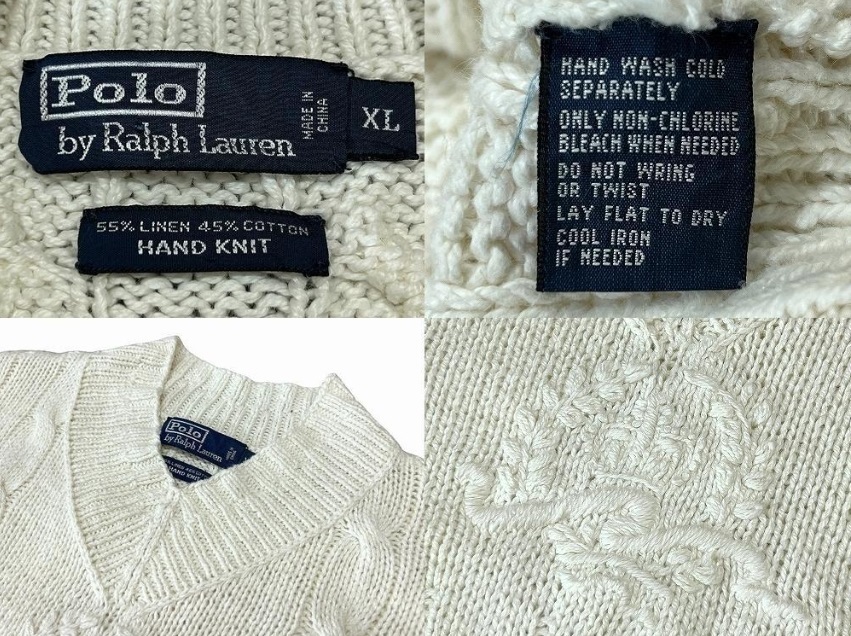 Polo
by Ralph Lauren
MADE IN
CHINA
XL
55% LINEN 45% COTTON
HAND KNIT
HAND WASH COLD
SEPARATELY
ONLY NON-CHLORINE
BLEACH WHEN NEEDED
DO NOT WRING
OR TWIST
LAY FLAT TO DRY
COOL IRON
IF NEEDED
Polo
by Ralph Lauren
HAND KNIT